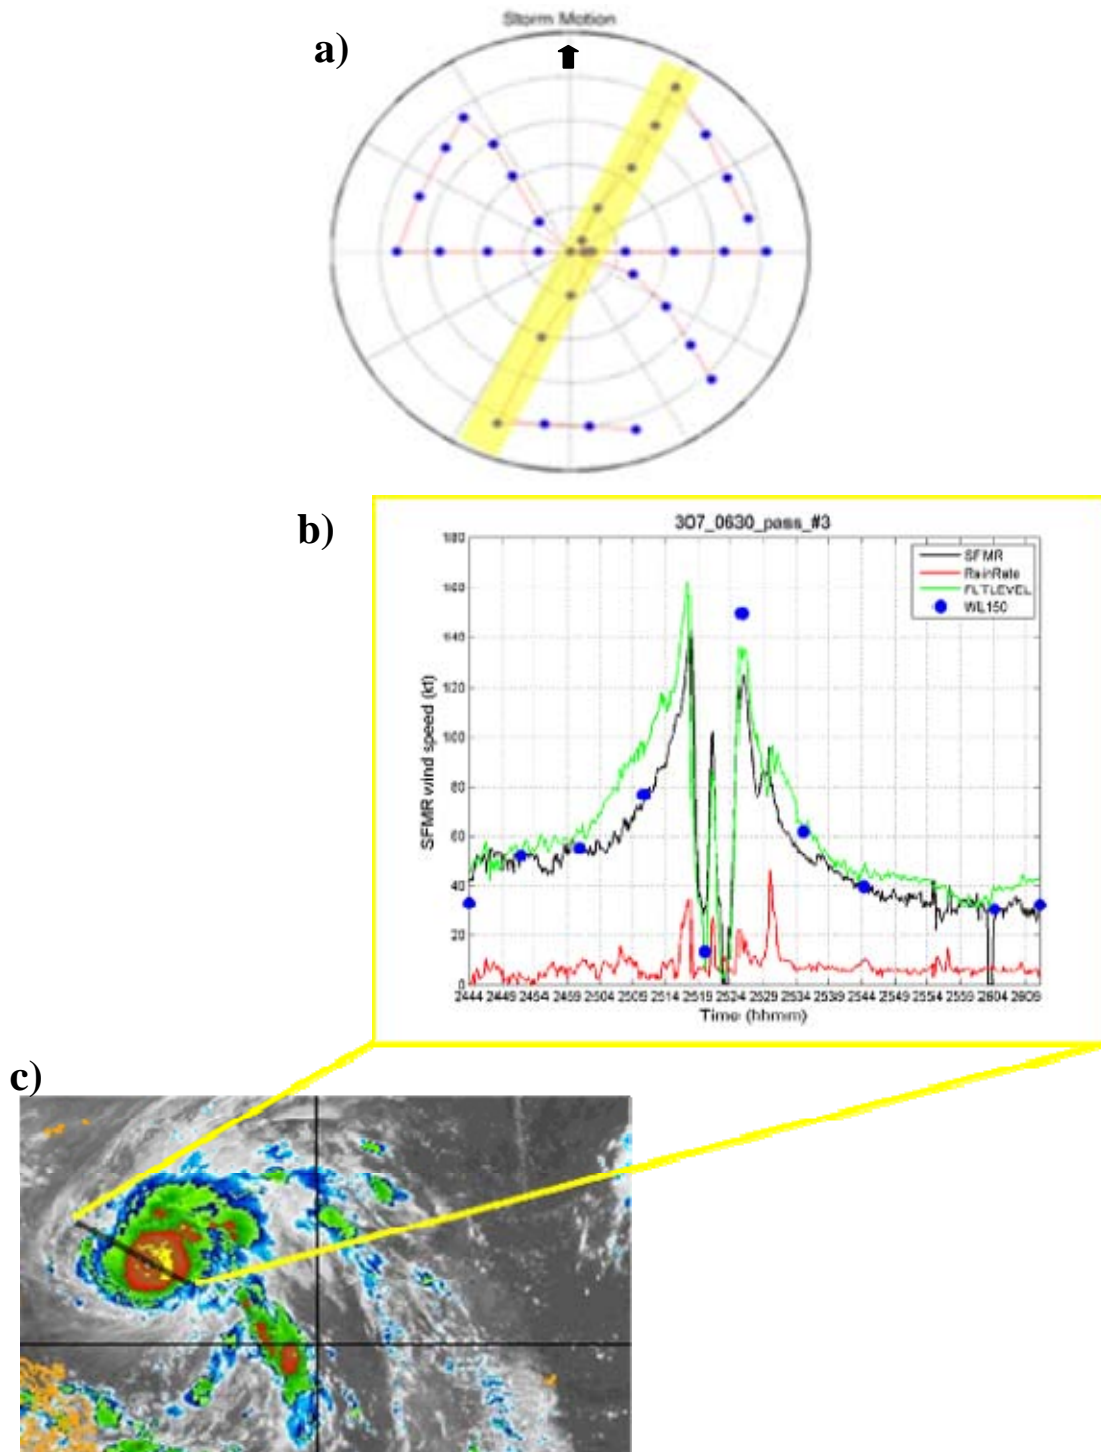 Storm Motion
a)
b)
307_0630_pass_#3
180
160
140
120
100
80
60
40
20
0
SFMR wind speed (kt)
SFMR
RainRate
FLTLEVEL
WL150
2444 2449 2454 2459 2504 2509 2514 2519 2524 2529 2534 2539 2544 2549 2554 2559 2604 2609
Time (hhmm)
c)